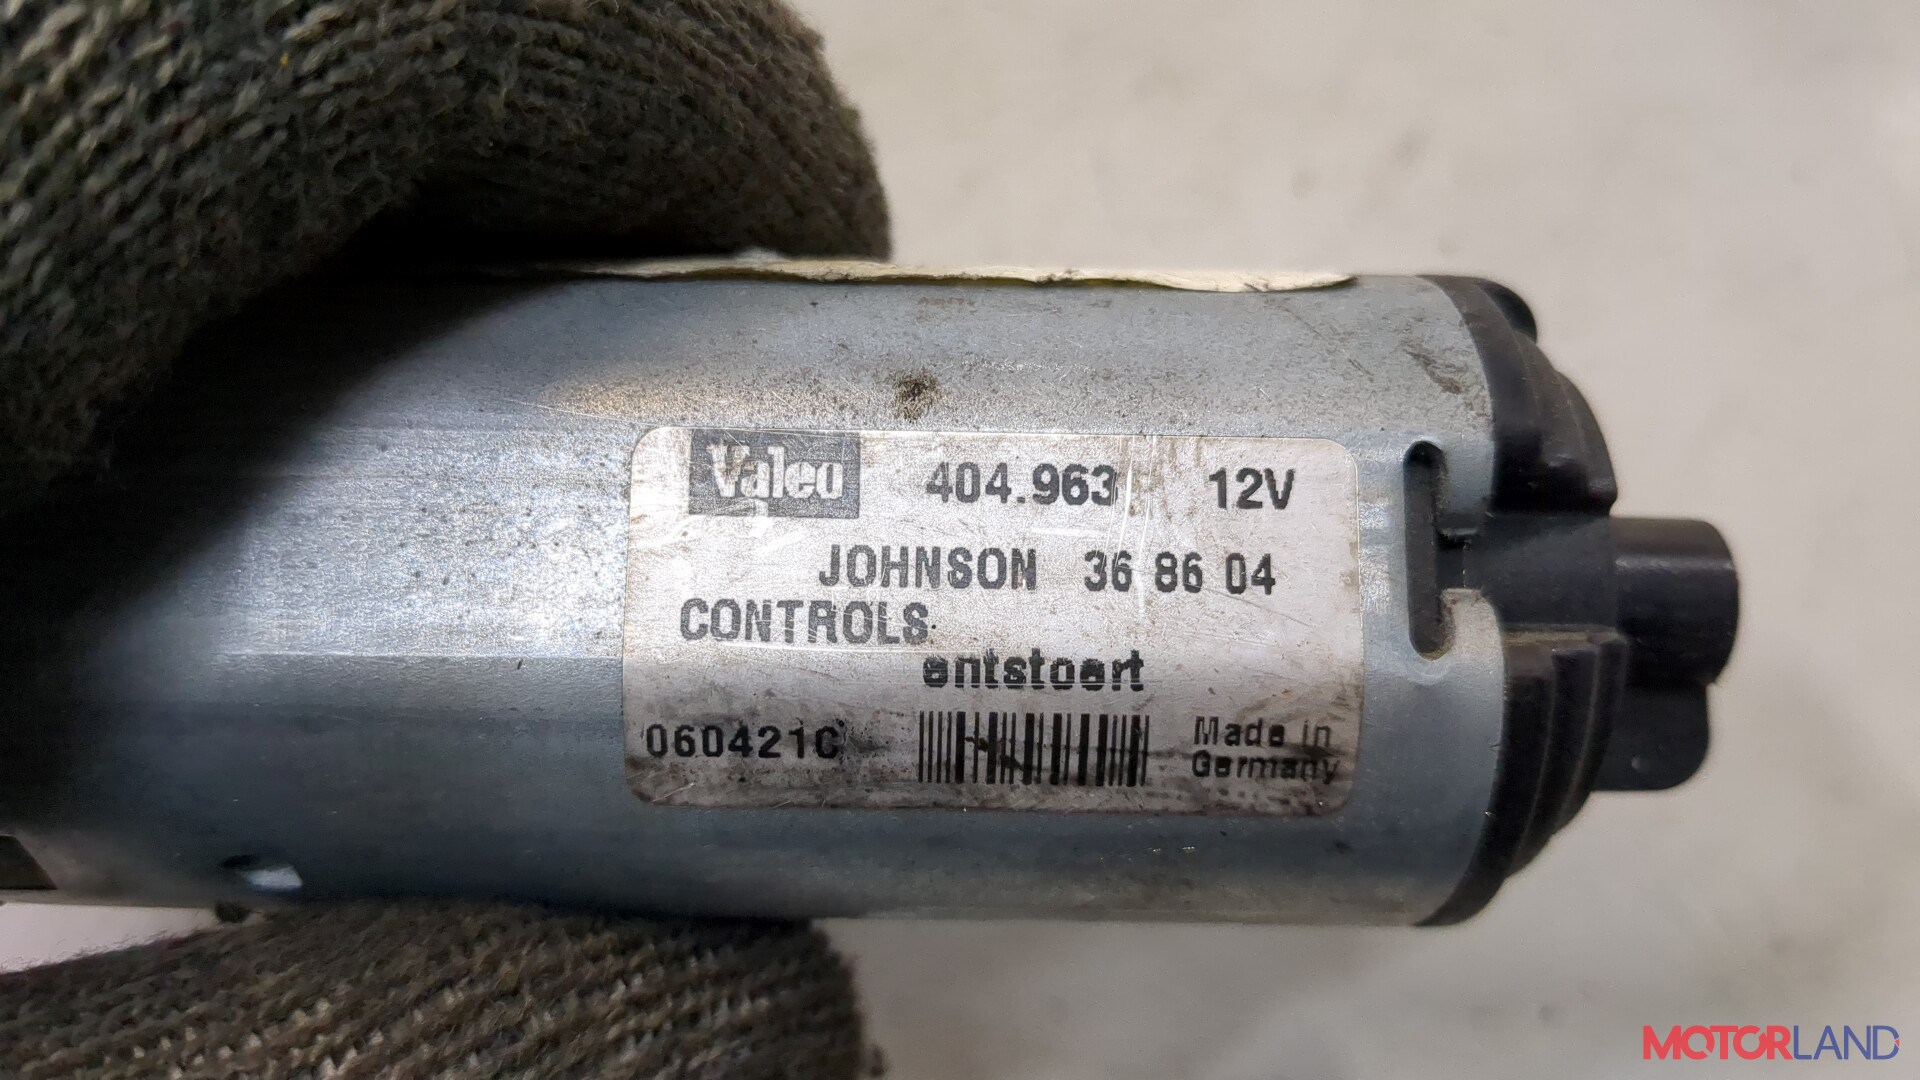 Valeo 404.963 12V
JOHNSON 36 86 04
CONTROLS
entstoert
060421C
Made in
Germany
MOTORLAND